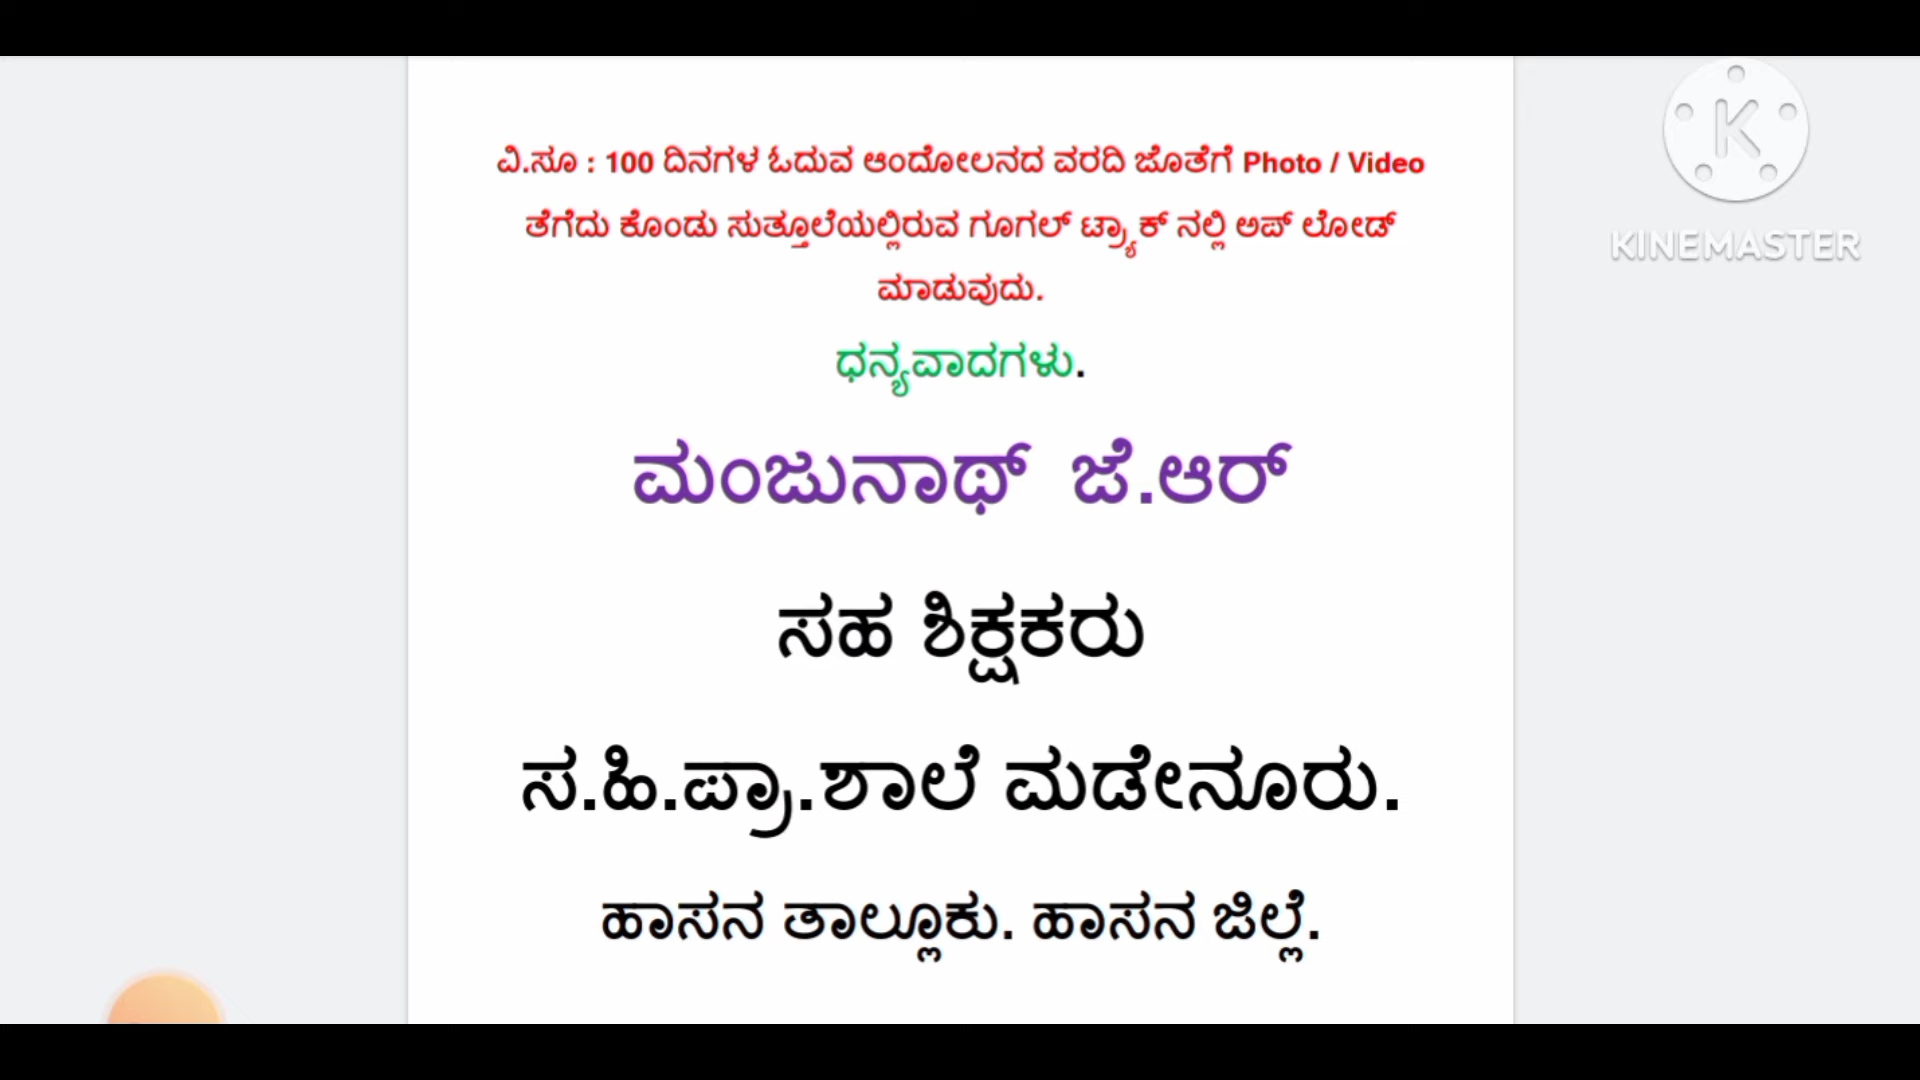 ವಿ.ಸೂ : 100 ದಿನಗಳ ಓದುವ ಆಂದೋಲನದ ವರದಿ ಜೊತೆಗೆ Photo / Video
ತೆಗೆದು ಕೊಂಡು ಸುತ್ತೂಲೆಯಲ್ಲಿರುವ ಗೂಗಲ್ ಟ್ರ್ಯಾಕ್ ನಲ್ಲಿ ಅಪ್ ಲೋಡ್
ಮಾಡುವುದು.
ಧನ್ಯವಾದಗಳು.
ಮಂಜುನಾಥ್ ಜೆ.ಆರ್
ಸಹ ಶಿಕ್ಷಕರು
ಸ.ಹಿ.ಪ್ರಾ.ಶಾಲೆ ಮಡೇನೂರು.
ಹಾಸನ ತಾಲ್ಲೂಕು. ಹಾಸನ ಜಿಲ್ಲೆ.
K
KINEMASTER